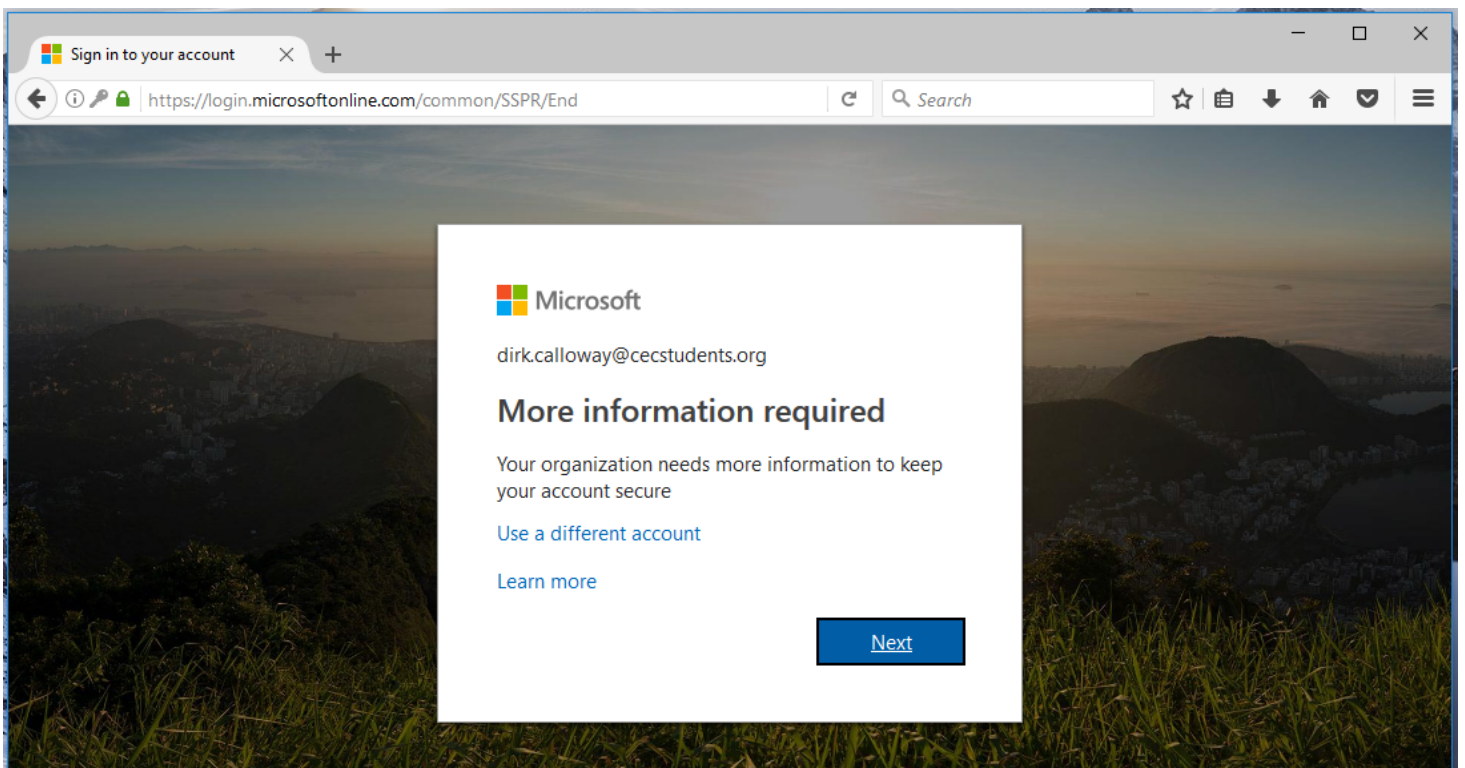 Sign in to your account
https://login.microsoftonline.com/common/SSPR/End
Search
Microsoft
dirk.calloway@cecstudents.org
More information required
Your organization needs more information to keep
your account secure
Use a different account
Learn more
Next